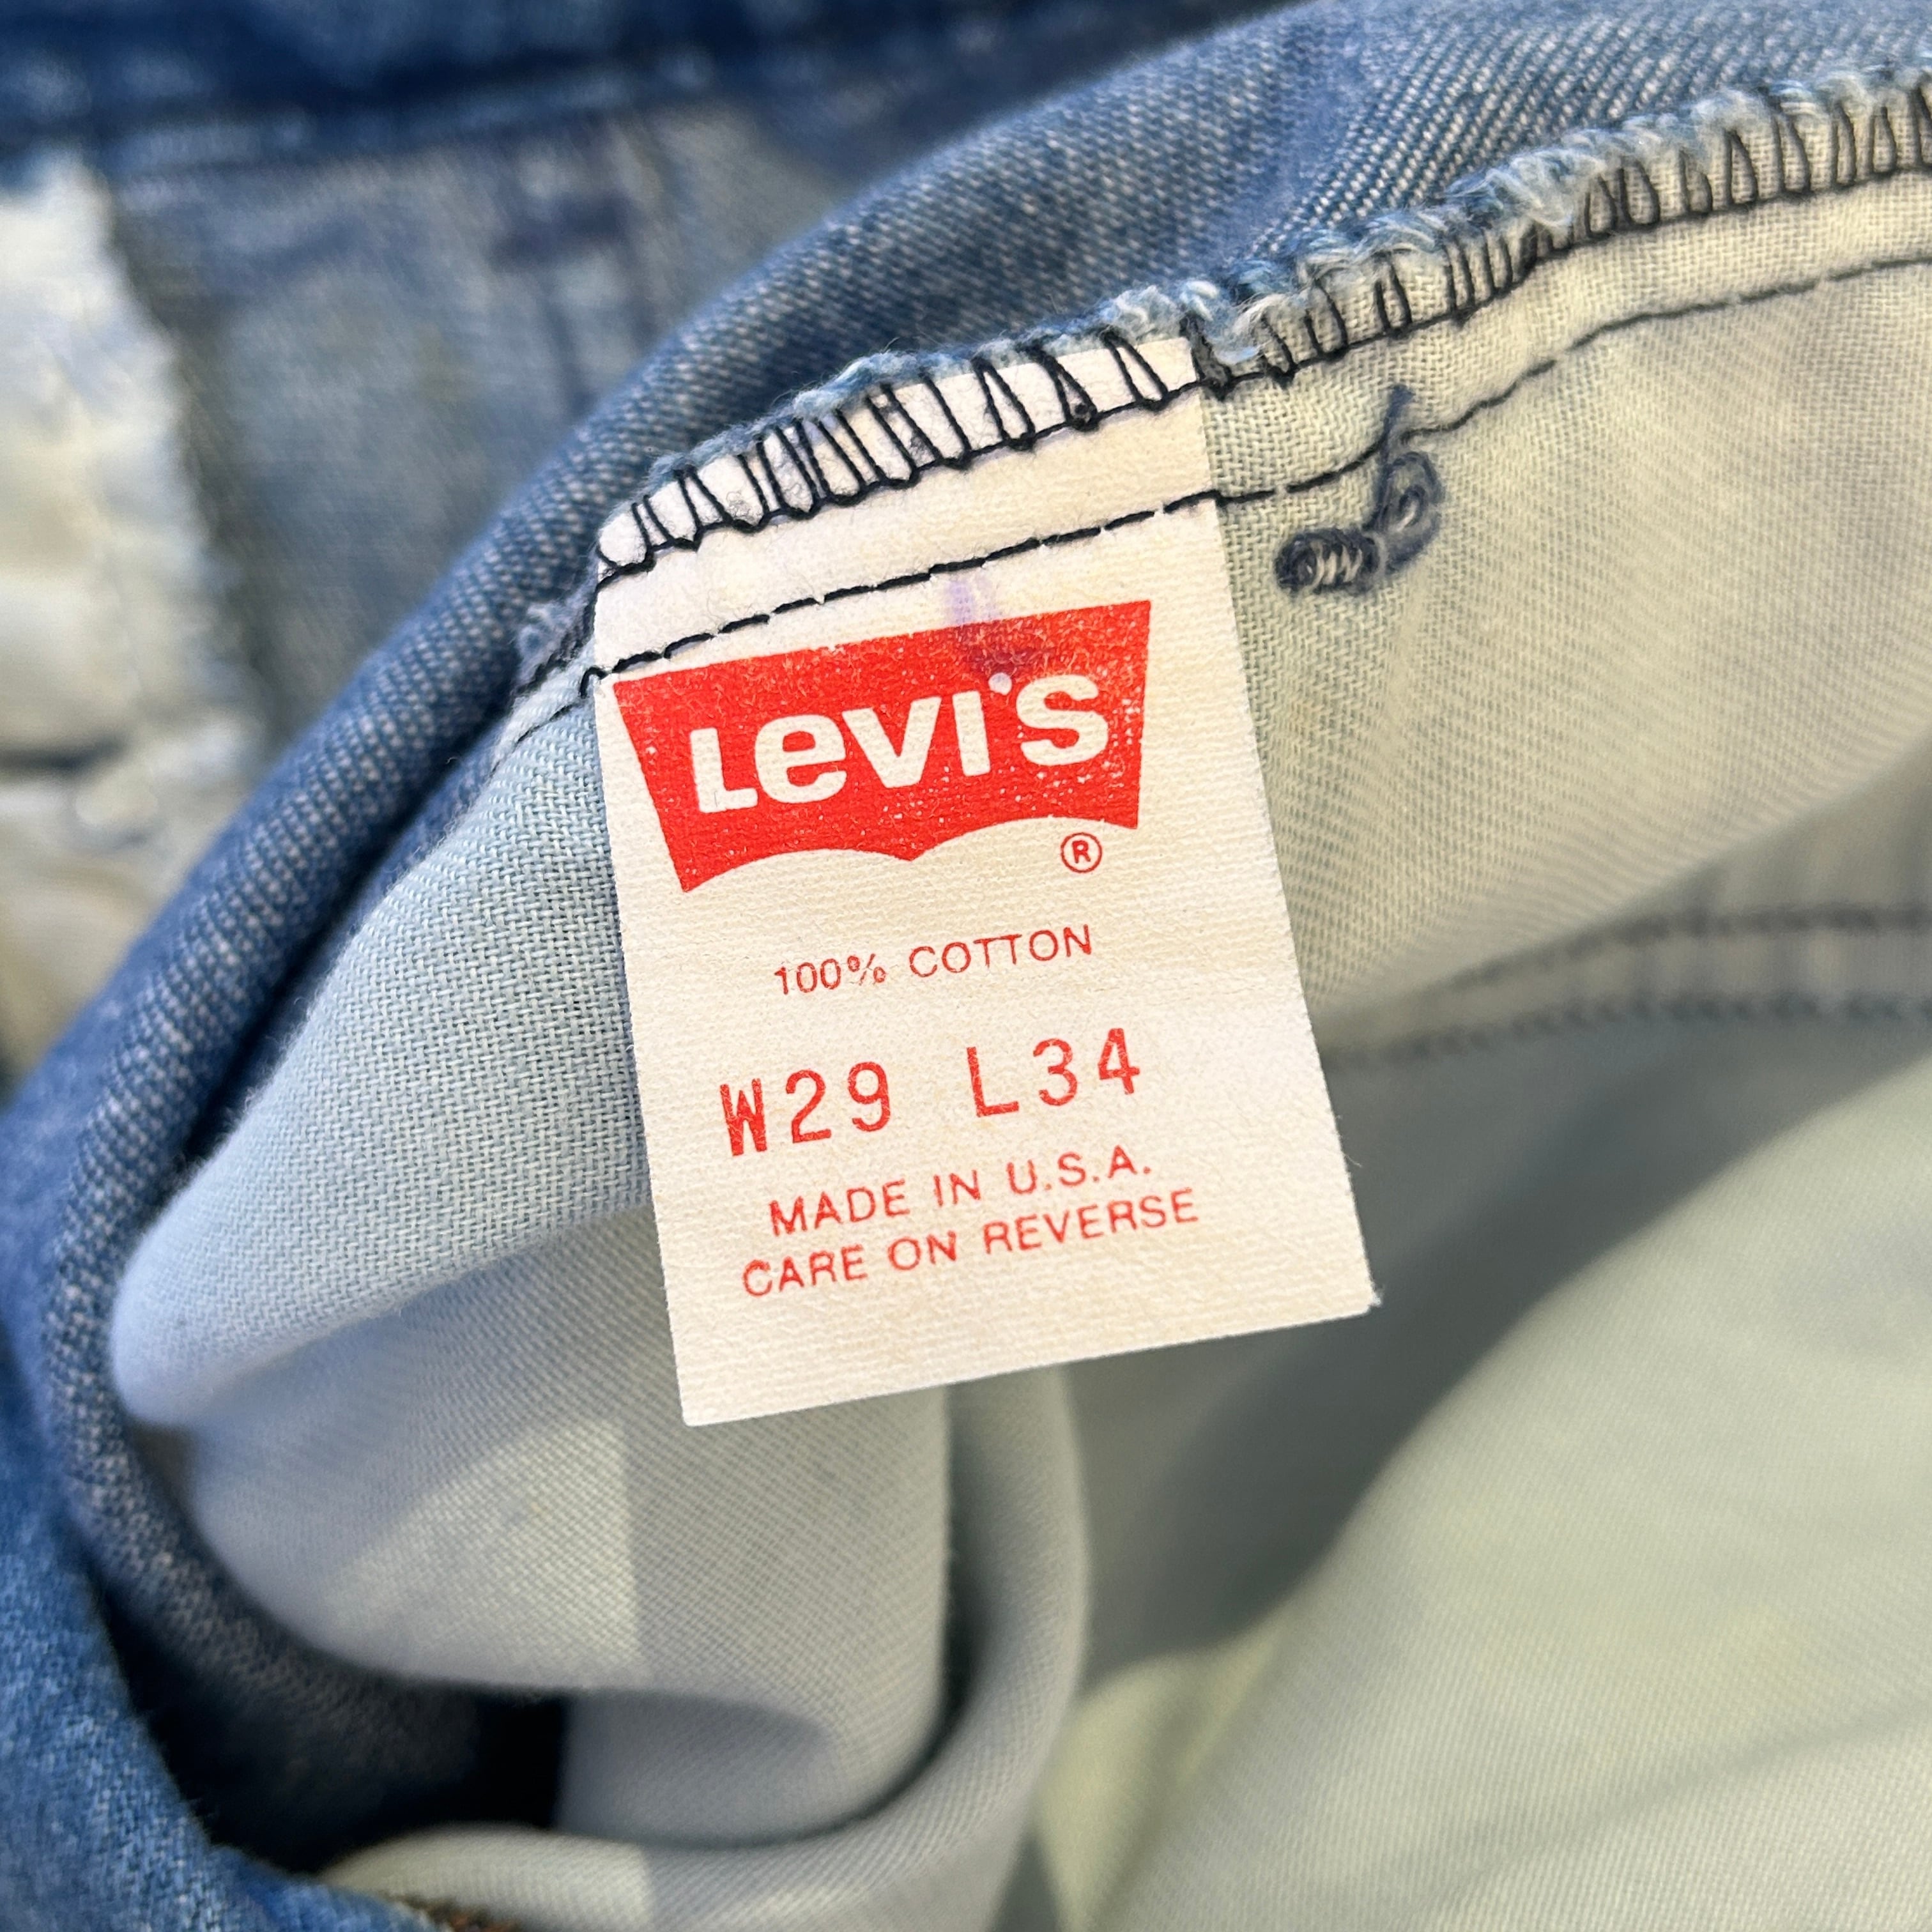 Levi's
®
100% COTTON
W29 L34
MADE IN U.S.A.
CARE ON REVERSE